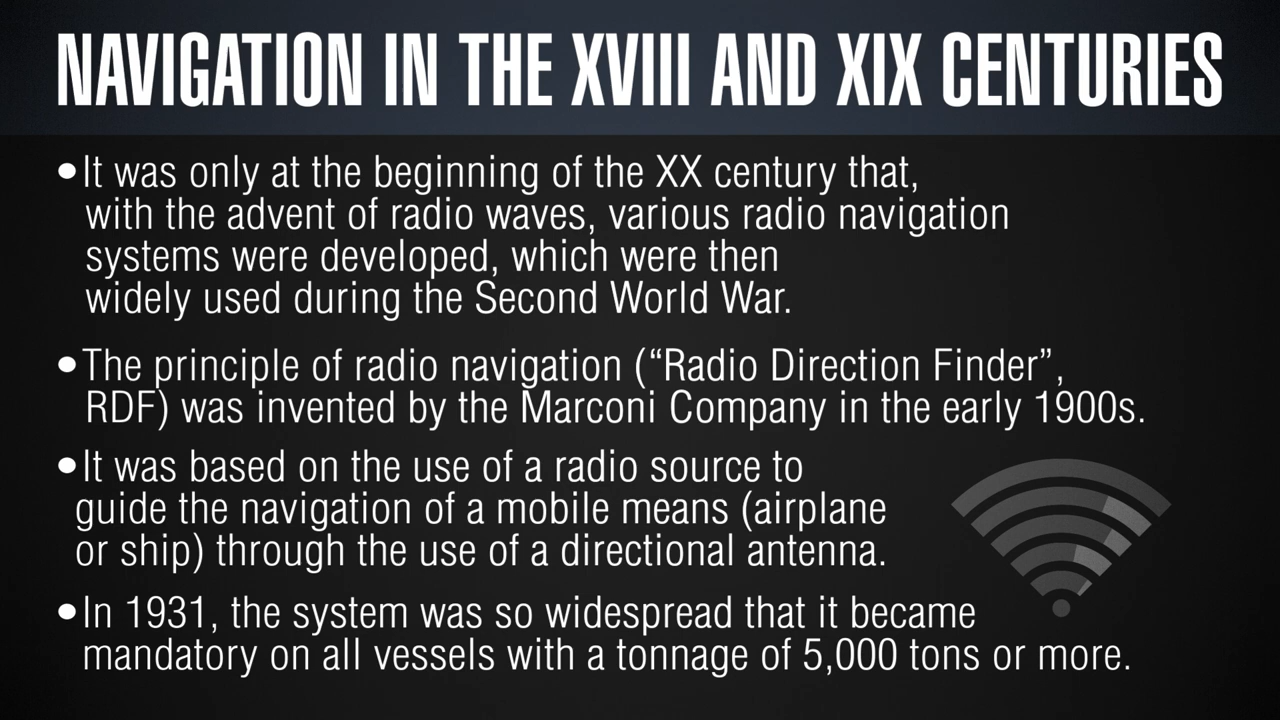 NAVIGATION IN THE XVIII AND XIX CENTURIES
•It was only at the beginning of the XX century that,
with the advent of radio waves, various radio navigation
systems were developed, which were then
widely used during the Second World War.
•The principle of radio navigation (“Radio Direction Finder”,
RDF) was invented by the Marconi Company in the early 1900s.
•It was based on the use of a radio source to
guide the navigation of a mobile means (airplane
or ship) through the use of a directional antenna.
•In 1931, the system was so widespread that it became
mandatory on all vessels with a tonnage of 5,000 tons or more.